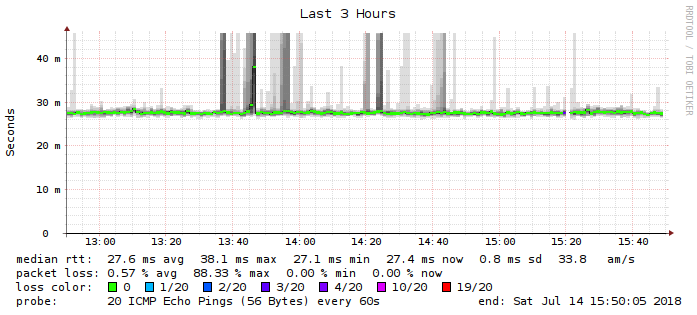 Last 3 Hours
RRDTOOL / TOBI OETIKER
Seconds
40 m
30 m
20 m
10 m
0
13:00 13:20 13:40 14:00 14:20 14:40 15:00 15:20 15:40
median rtt: 27.6 ms avg 38.1 ms max 27.1 ms min 27.4 ms now 0.8 ms sd 33.8 am/s
packet loss: 0.57 % avg 88.33 % max 0.00 % min 0.00 % now
loss color: 0 1/20 2/20 3/20 4/20 10/20 19/20
probe: 20 ICMP Echo Pings (56 Bytes) every 60s end: Sat Jul 14 15:50:05 2018